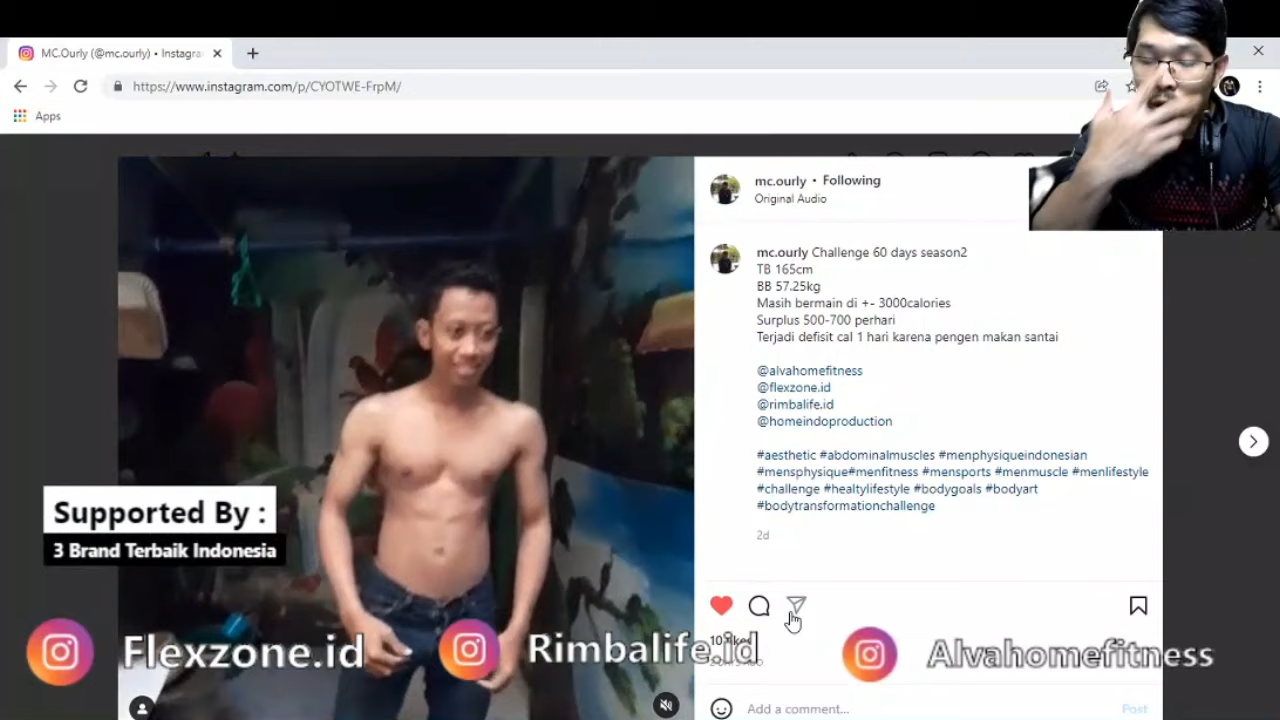 MC.Ourly (@mc.ourly) • Instagra
https://www.instagram.com/p/CYOTWE-FrpM/
Apps
mc.ourly • Following
Original Audio
mc.ourly Challenge 60 days season2
TB 165cm
BB 57.25kg
Masih bermain di +- 3000calories
Surplus 500-700 perhari
Terjadi defisit cal 1 hari karena pengen makan santai
@alvahomefitness
@flexzone.id
@rimbalife.id
@homeindoproduction
#aesthetic #abdominalmuscles #menphysiqueindonesian
#mensphysique#menfitness #mensports #menmuscle #menlifestyle
#challenge #healtylifestyle #bodygoals #bodyart
#bodytransformationchallenge
2d
Supported By :
3 Brand Terbaik Indonesia
Flexzone.id
Rimbalife.id
Alvahomefitness
Add a comment...
Post